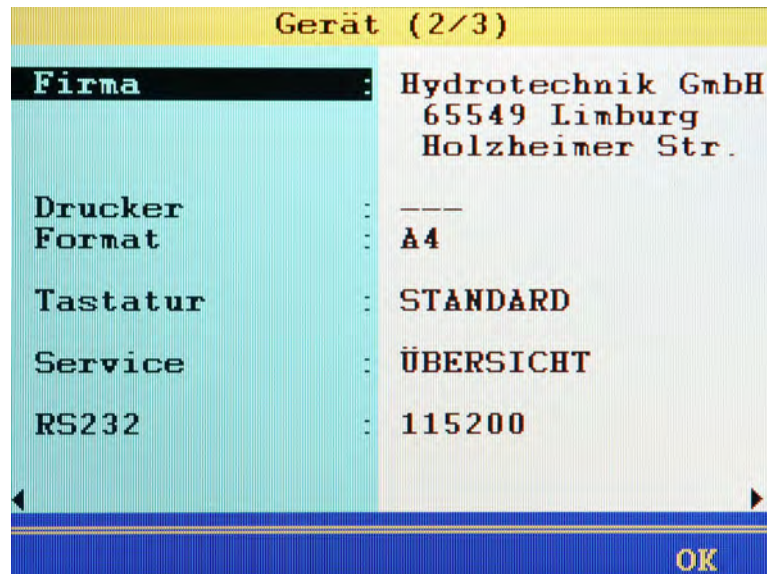 Gerät (2/3)
Firma : Hydrotechnik GmbH
65549 Limburg
Holzheimer Str.
Drucker : ---
Format : A4
Tastatur : STANDARD
Service : ÜBERSICHT
RS232 : 115200
OK